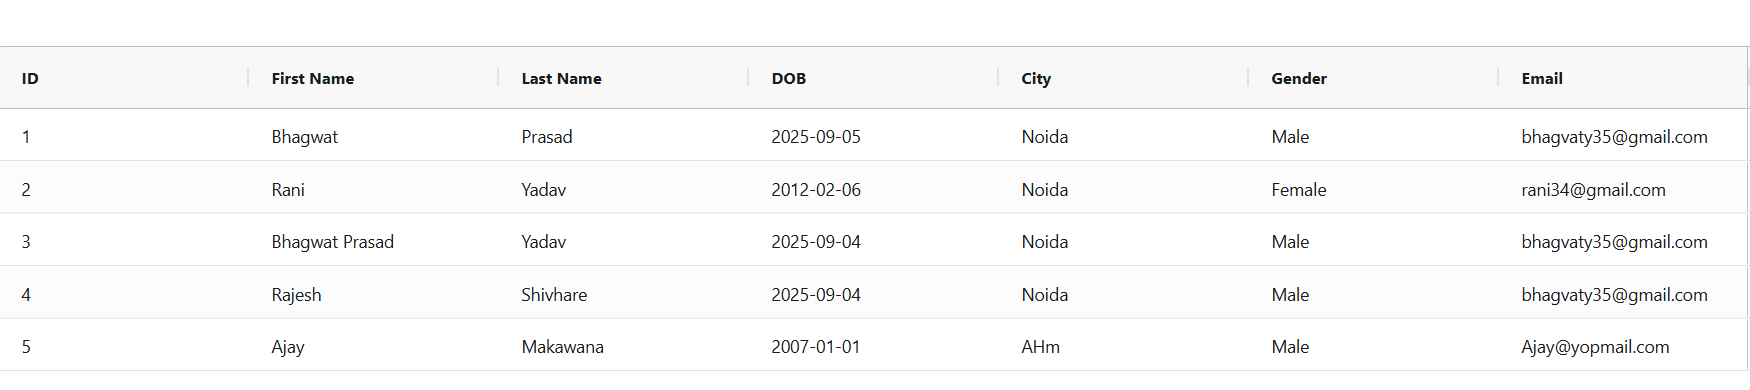 ID First Name Last Name DOB City Gender Email
1 Bhagwat Prasad 2025-09-05 Noida Male bhagvaty35@gmail.com
2 Rani Yadav 2012-02-06 Noida Female rani34@gmail.com
3 Bhagwat Prasad Yadav 2025-09-04 Noida Male bhagvaty35@gmail.com
4 Rajesh Shivhare 2025-09-04 Noida Male bhagvaty35@gmail.com
5 Ajay Makawana 2007-01-01 AHm Male Ajay@yopmail.com